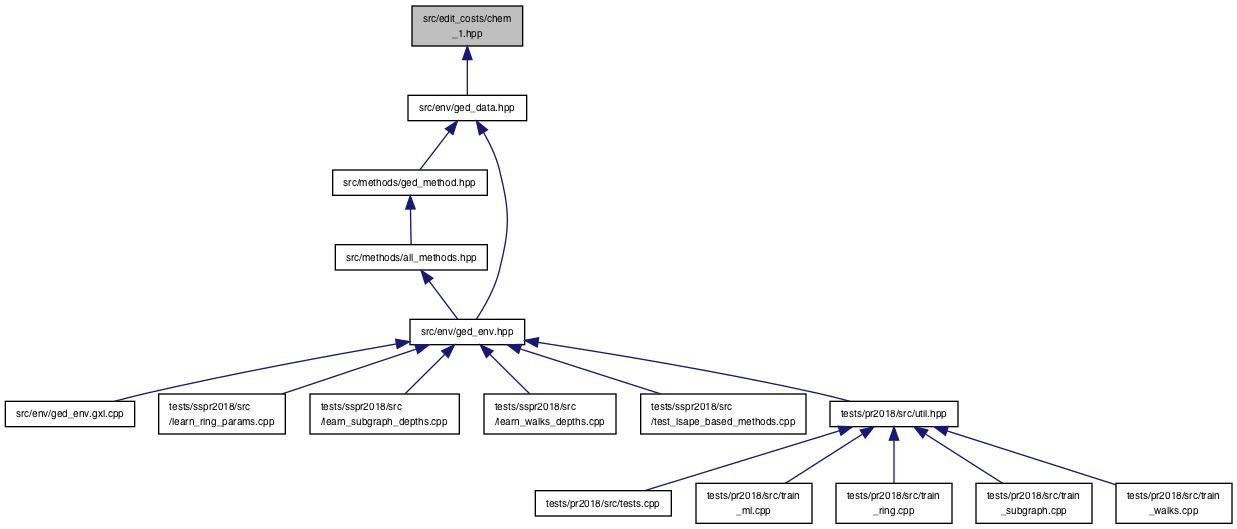 src/edit_costs/chem
_1.hpp
src/env/ged_data.hpp
src/methods/ged_method.hpp
src/methods/all_methods.hpp
src/env/ged_env.hpp
src/env/ged_env.gxl.cpp
tests/sspr2018/src
/learn_ring_params.cpp
tests/sspr2018/src
/learn_subgraph_depths.cpp
tests/sspr2018/src
/learn_walks_depths.cpp
tests/sspr2018/src
/test_lsape_based_methods.cpp
tests/pr2018/src/util.hpp
tests/pr2018/src/tests.cpp
tests/pr2018/src/train
_ml.cpp
tests/pr2018/src/train
_ring.cpp
tests/pr2018/src/train
_subgraph.cpp
tests/pr2018/src/train
_walks.cpp